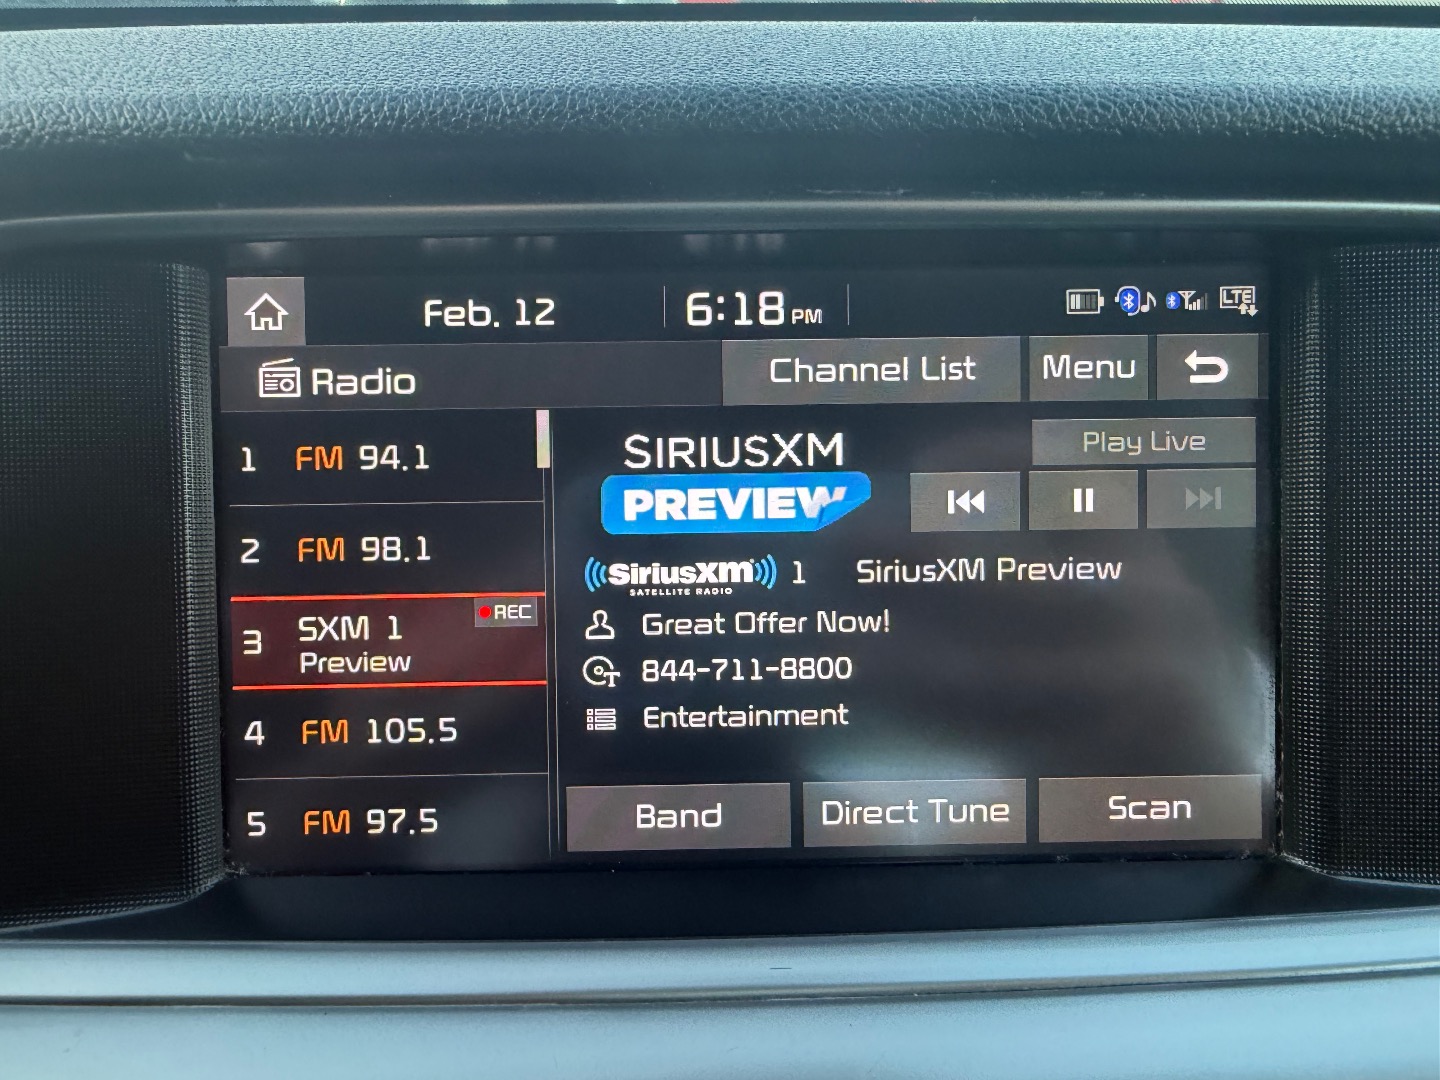 Feb. 12
6:18 PM
LTE
Radio
Channel List
Menu
1 FM 94.1
2 FM 98.1
3 SXM 1
Preview
REC
4 FM 105.5
5 FM 97.5
SIRIUSXM
PREVIEW
Play Live
SiriusXM 1 SiriusXM Preview
SATELLITE RADIO
Great Offer Now!
844-711-8800
Entertainment
Band
Direct Tune
Scan